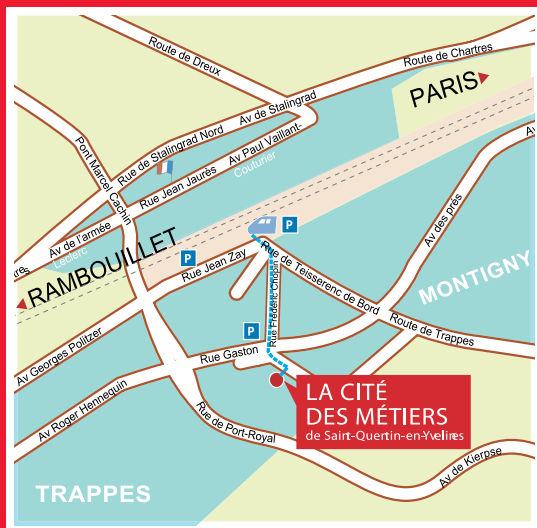 Route de Dreux
Route de Chartres
PARIS
Av de Stalingrad
Rue de Stalingrad Nord
Av Paul Vaillant-
Couturier
Pont Marcel Cachin
Rue Jean Jaurès
Av de l'armée
Leclerc
RAMBOUILLET
Av des prés
P
P
Rue Jean Zay
Rue de Teisserenc de Bord
MONTIGNY
Rue Frédéric Chopin
Route de Trappes
P
Av Georges Politzer
Rue Gaston
Av Roger Hennequin
LA CITÉ
DES MÉTIERS
de Saint-Quertin-en-Yvelires
Rue de Port-Royal
Av de Kierpse
TRAPPES